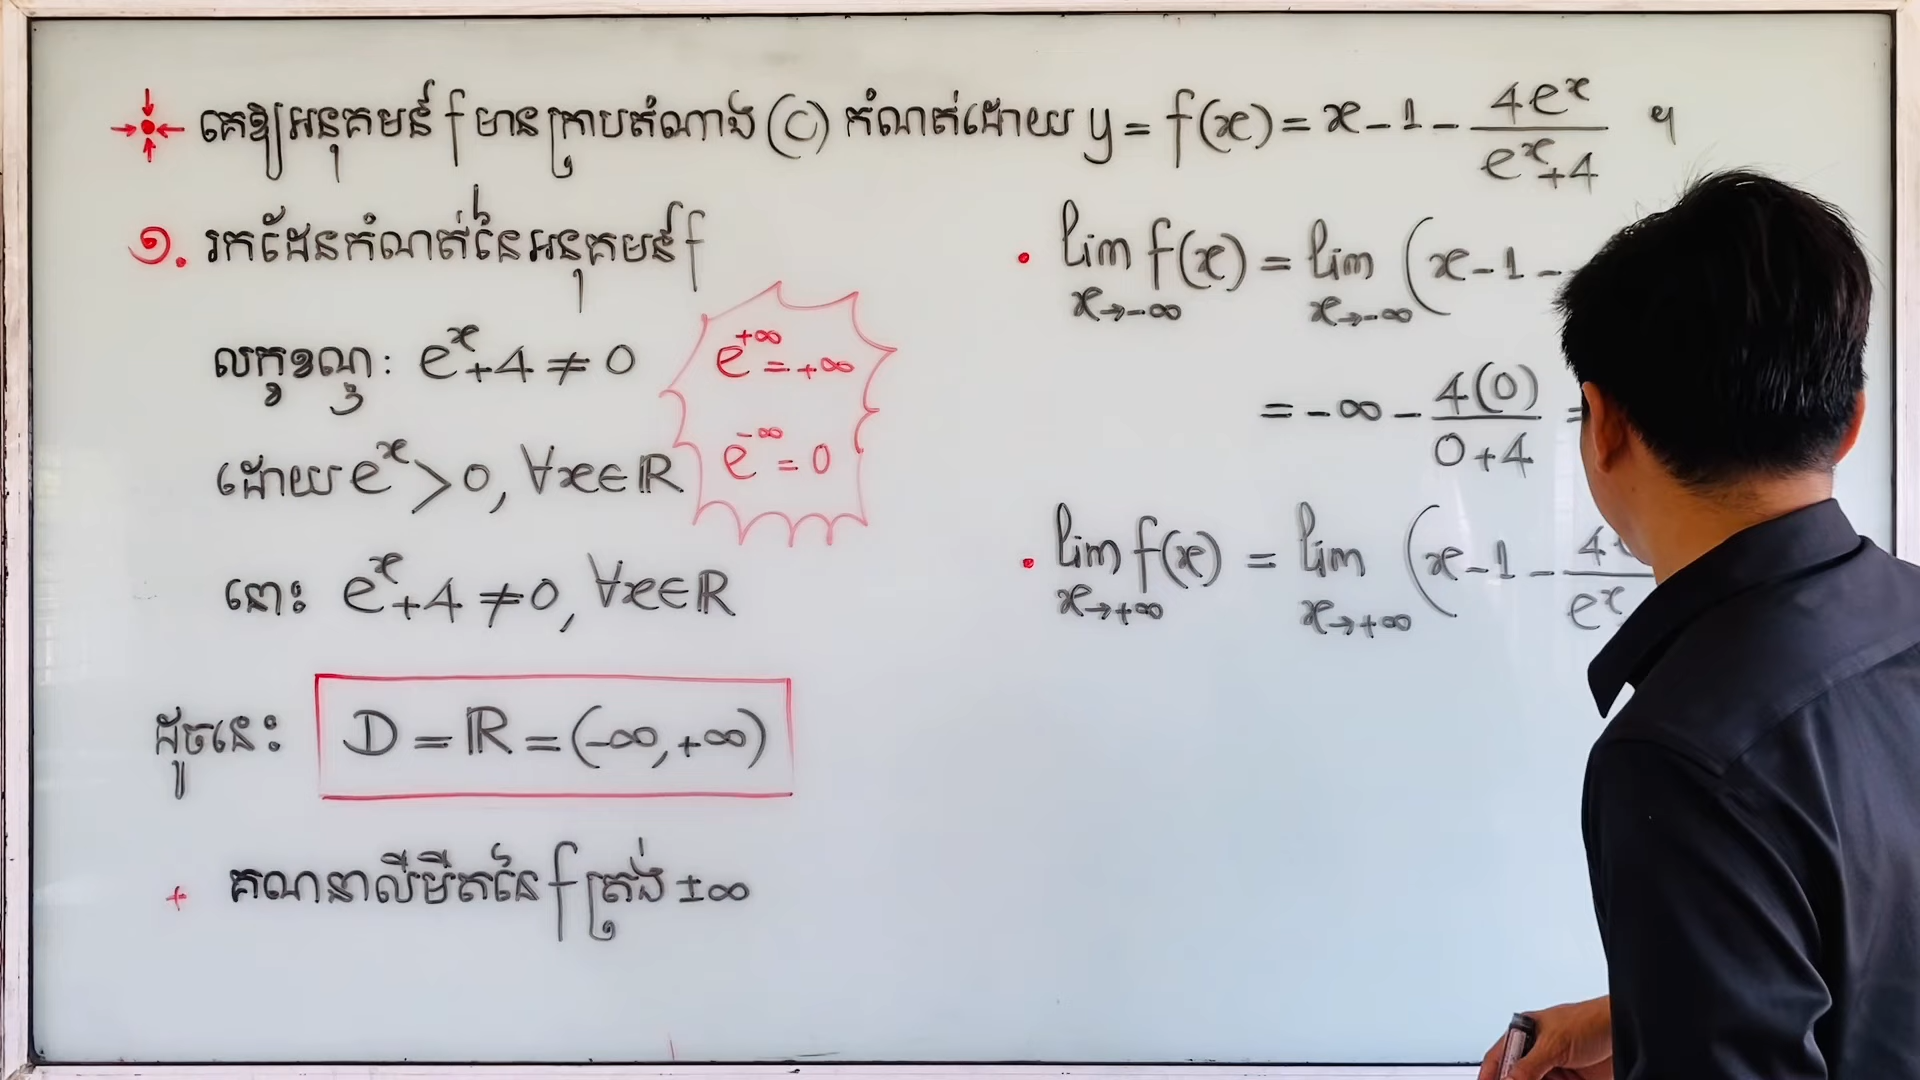 គេឱ្យអនុគមន៍ f មានក្រាបតំណាង (C) កំណត់ដោយ y = f(x) = x - 1 - \frac{4e^x}{e^x+4} ។
១. រកដែនកំណត់នៃអនុគមន៍ f
លក្ខខណ្ឌ: e^x + 4 ≠ 0
ដោយ e^x > 0, ∀x ∈ ℝ
នោះ e^x + 4 ≠ 0, ∀x ∈ ℝ
ដូចនេះ D = ℝ = (-∞, +∞)
+ គណនាលីមីតនៃ f ត្រង់ ±∞
e^{+∞} = +∞
e^{-∞} = 0
• lim_{x→-∞} f(x) = lim_{x→-∞} (x - 1 -
= -∞ - \frac{4(0)}{0+4} =
• lim_{x→+∞} f(x) = lim_{x→+∞} (x - 1 - \frac{4}{e^x}